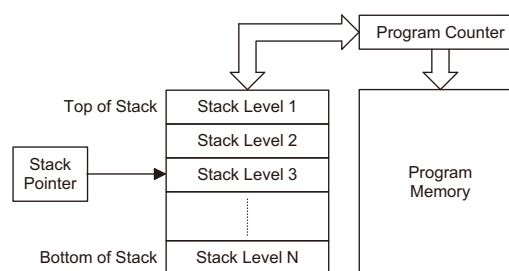 Program Counter
Top of Stack
Stack Level 1
Stack Level 2
Stack
Pointer
Stack Level 3
Program
Memory
Bottom of Stack
Stack Level N